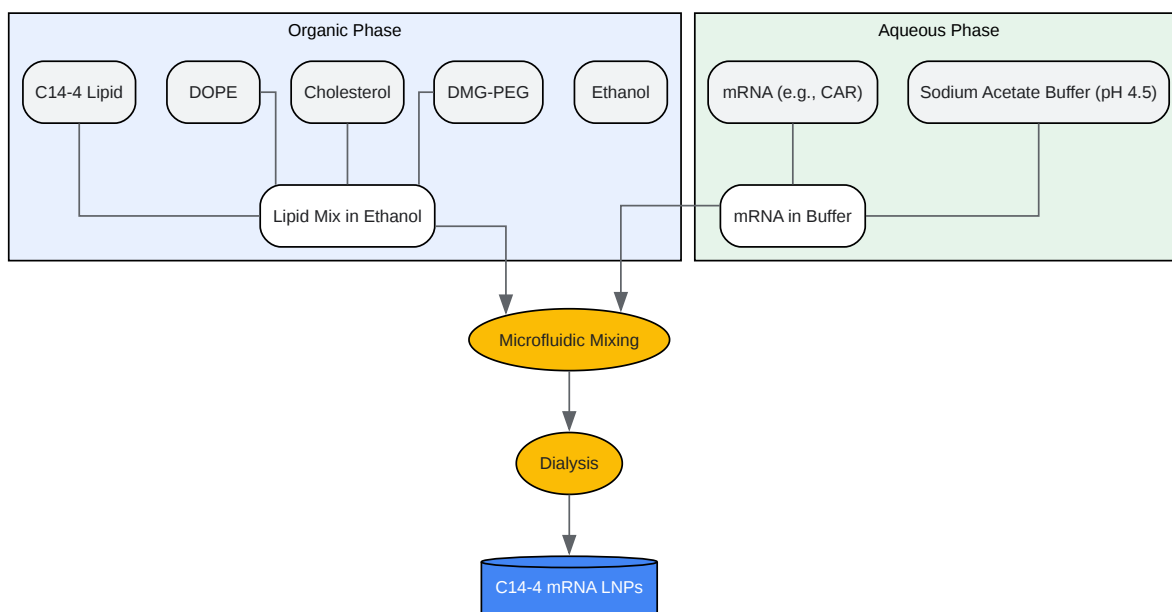 Organic Phase
Aqueous Phase
C14-4 Lipid
DOPE
Cholesterol
DMG-PEG
Ethanol
mRNA (e.g., CAR)
Sodium Acetate Buffer (pH 4.5)
Lipid Mix in Ethanol
mRNA in Buffer
Microfluidic Mixing
Dialysis
C14-4 mRNA LNPs